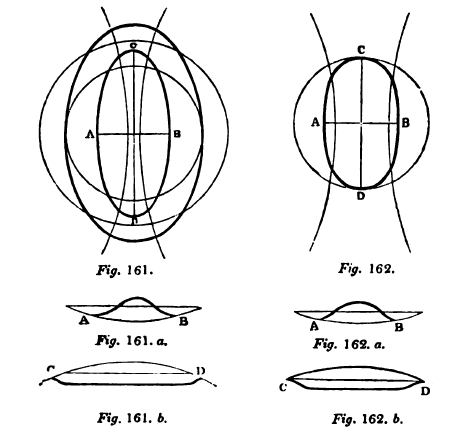 C
A B
D
Fig. 161.
C
A B
D
Fig. 162.
A B
Fig. 161. a.
A B
Fig. 162. a.
C D
Fig. 161. b.
C D
Fig. 162. b.